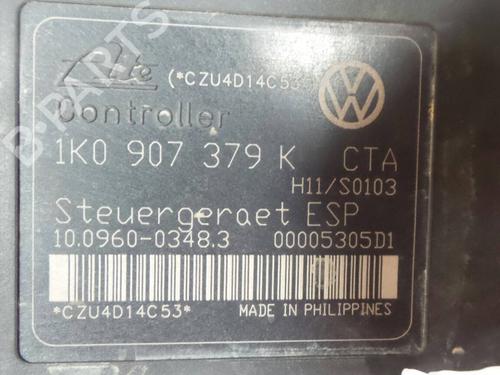 Ate (*CZU4D14C53*)
Controller
1K0 907 379 K CTA
H11/S0103
Steuergeraet ESP
10.0960-0348.3 00005305D1
*CZU4D14C53* MADE IN PHILIPPINES
B-PARTS